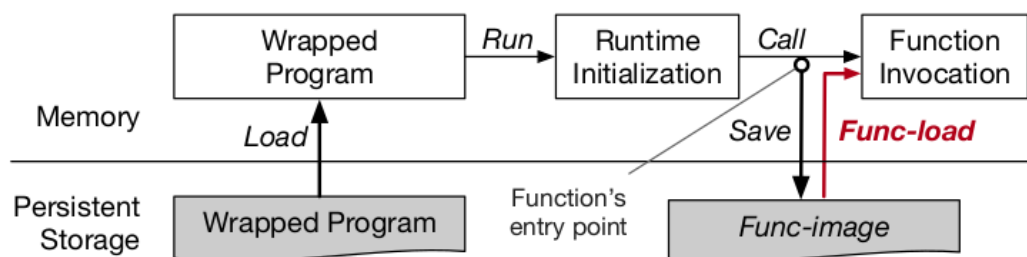 Wrapped
Program
Run
Runtime
Initialization
Call
Function
Invocation
Memory
Load
Save
Func-load
Persistent
Storage
Wrapped Program
Function's
entry point
Func-image